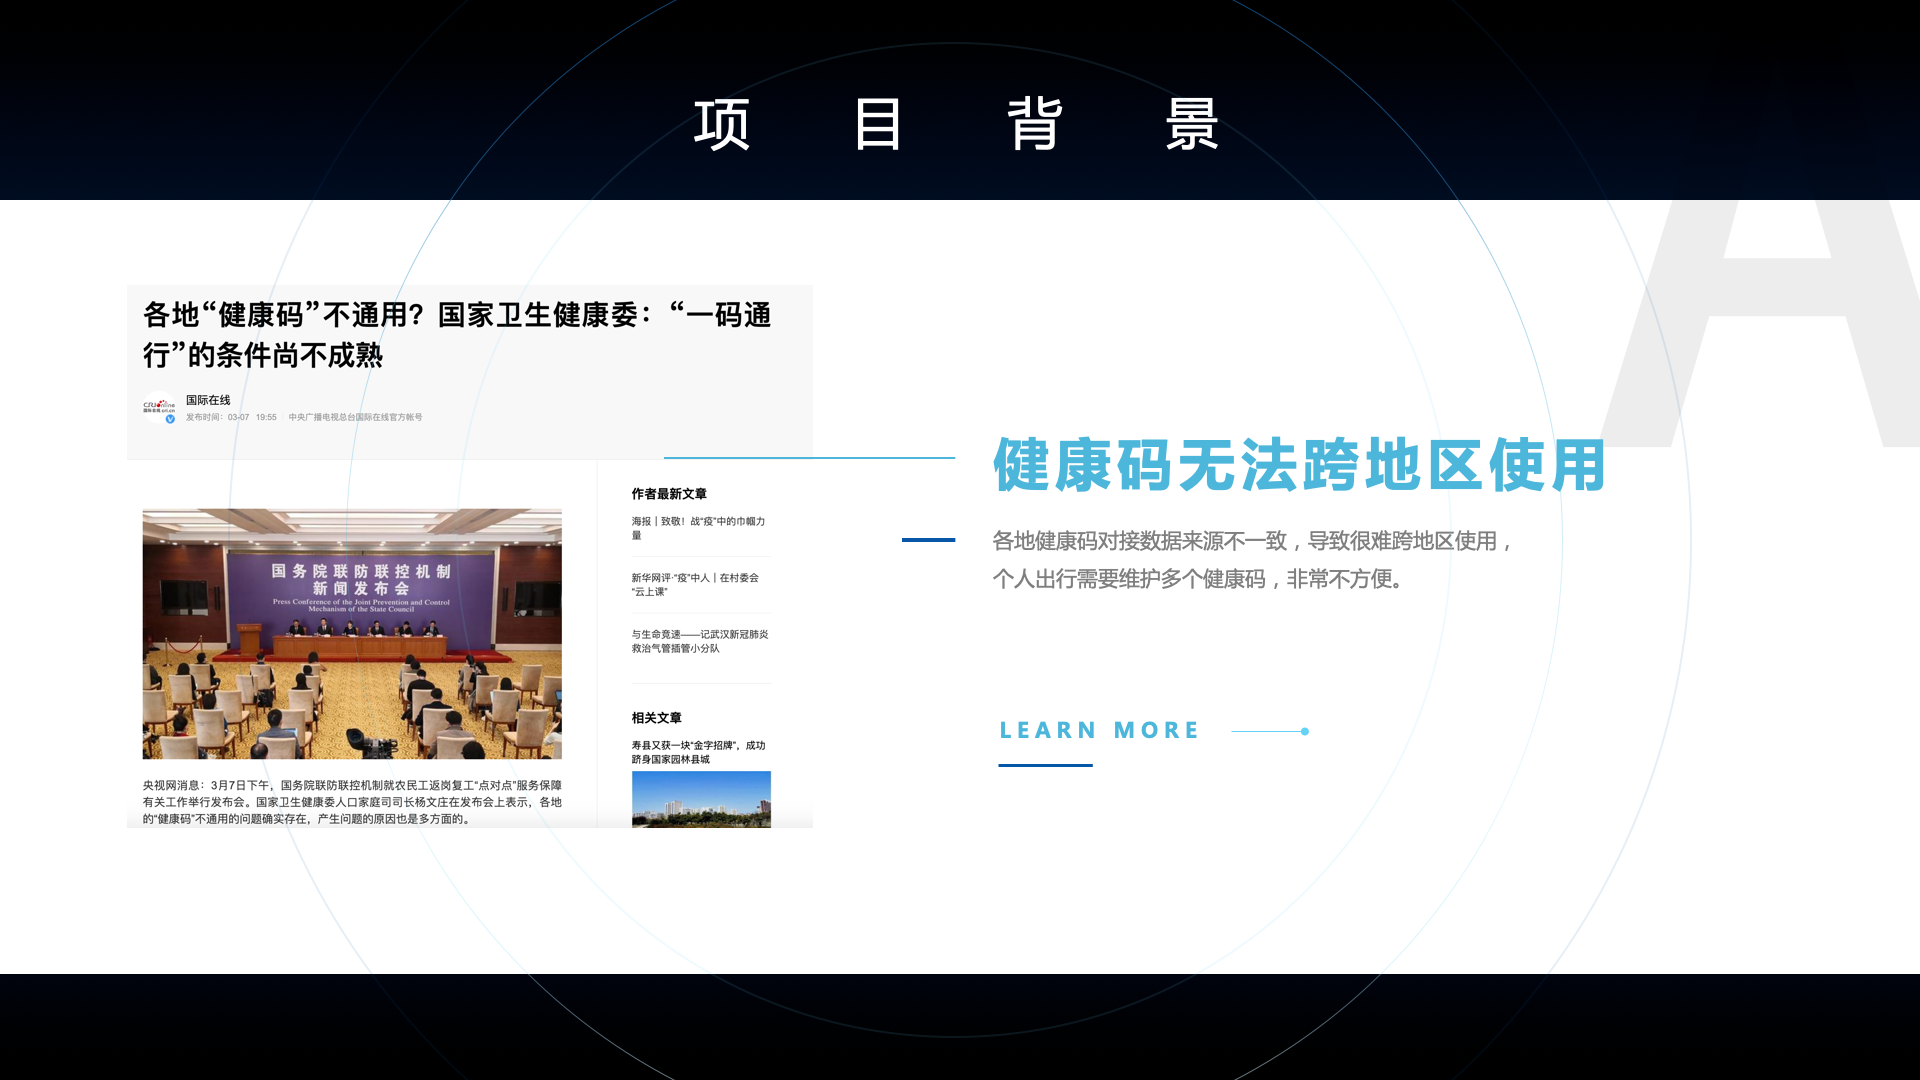 项目背景
各地“健康码”不通用？国家卫生健康委：“一码通
行”的条件尚不成熟
国际在线
发布时间：03-07 19:55 中央广播电视总台国际在线官方帐号
国务院联防联控机制
新闻发布会
Press Conference of the Joint Prevention and Control
Mechanism of the State Council
央视网消息：3月7日下午，国务院联防联控机制就农民工返岗复工“点对点”服务保障
有关工作举行发布会。国家卫生健康委人口家庭司司长杨文庄在发布会上表示，各地
的“健康码”不通用的问题确实存在，产生问题的原因也是多方面的。
作者最新文章
海报｜致敬！战“疫”中的巾帼力
量
新华网评·“疫”中人｜在村委会
“云上课”
与生命竞速——记武汉新冠肺炎
救治气管插管小分队
相关文章
寿县又获一块“金字招牌”，成功
跻身国家园林县城
A
健康码无法跨地区使用
各地健康码对接数据来源不一致，导致很难跨地区使用，
个人出行需要维护多个健康码，非常不方便。
LEARN MORE